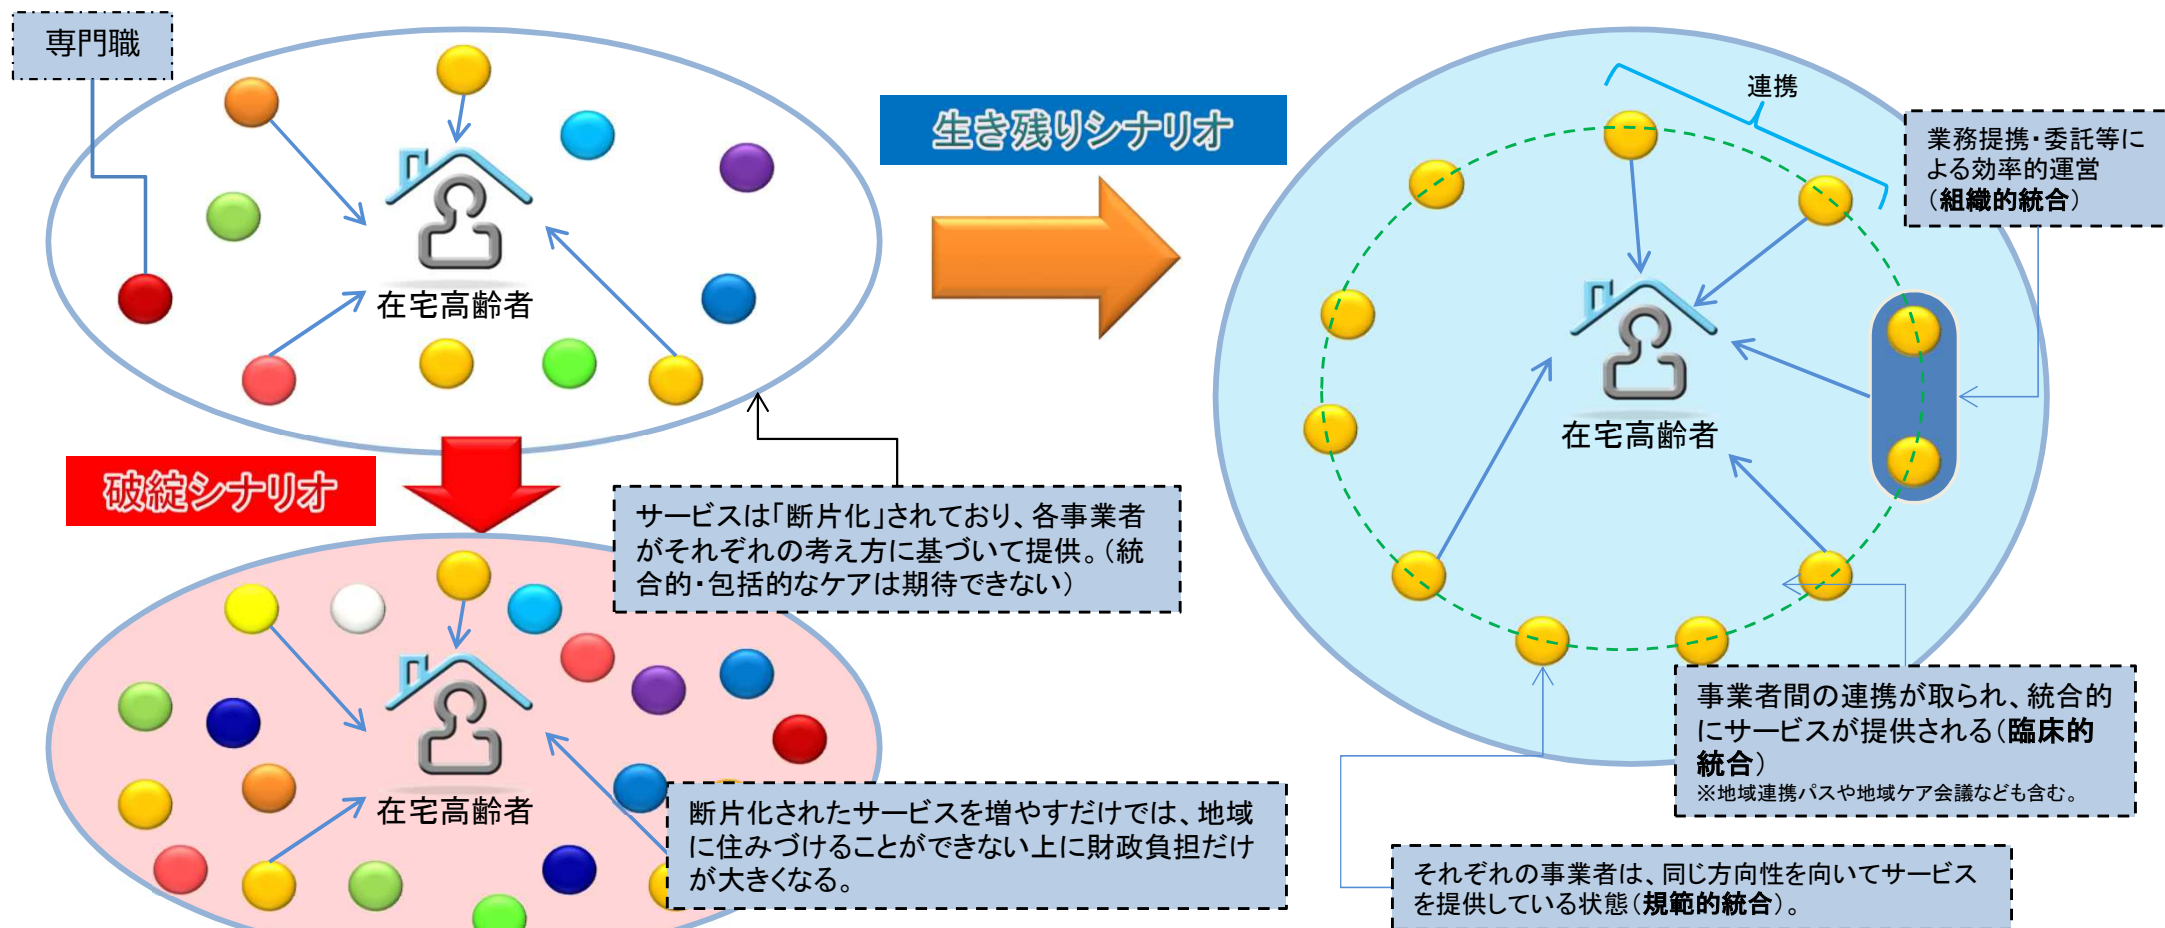 専門職
在宅高齢者
生き残りシナリオ
連携
業務提携・委託等に
よる効率的運営
（組織的統合）
在宅高齢者
破綻シナリオ
サービスは「断片化」されており、各事業者
がそれぞれの考え方に基づいて提供。（統
合的・包括的なケアは期待できない）
在宅高齢者
断片化されたサービスを増やすだけでは、地域
に住みづけることができない上に財政負担だけ
が大きくなる。
事業者間の連携が取られ、統合的
にサービスが提供される（臨床的
統合）
※地域連携パスや地域ケア会議なども含む。
それぞれの事業者は、同じ方向性を向いてサービス
を提供している状態（規範的統合）。